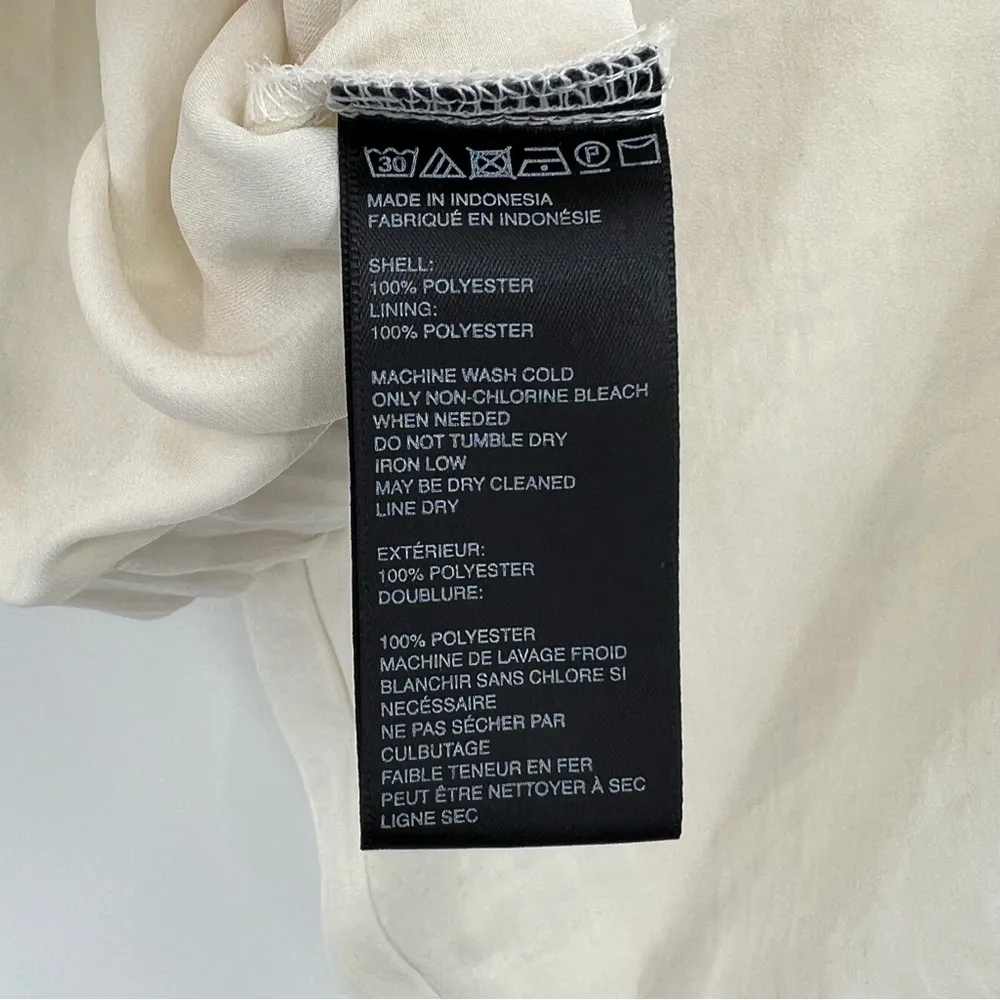 30 P
MADE IN INDONESIA
FABRIQUÉ EN INDONÉSIE
SHELL:
100% POLYESTER
LINING:
100% POLYESTER
MACHINE WASH COLD
ONLY NON-CHLORINE BLEACH
WHEN NEEDED
DO NOT TUMBLE DRY
IRON LOW
MAY BE DRY CLEANED
LINE DRY
EXTÉRIEUR:
100% POLYESTER
DOUBLURE:
100% POLYESTER
MACHINE DE LAVAGE FROID
BLANCHIR SANS CHLORE SI
NECÉSSAIRE
NE PAS SÉCHER PAR
CULBUTAGE
FAIBLE TENEUR EN FER
PEUT ÊTRE NETTOYER À SEC
LIGNE SEC